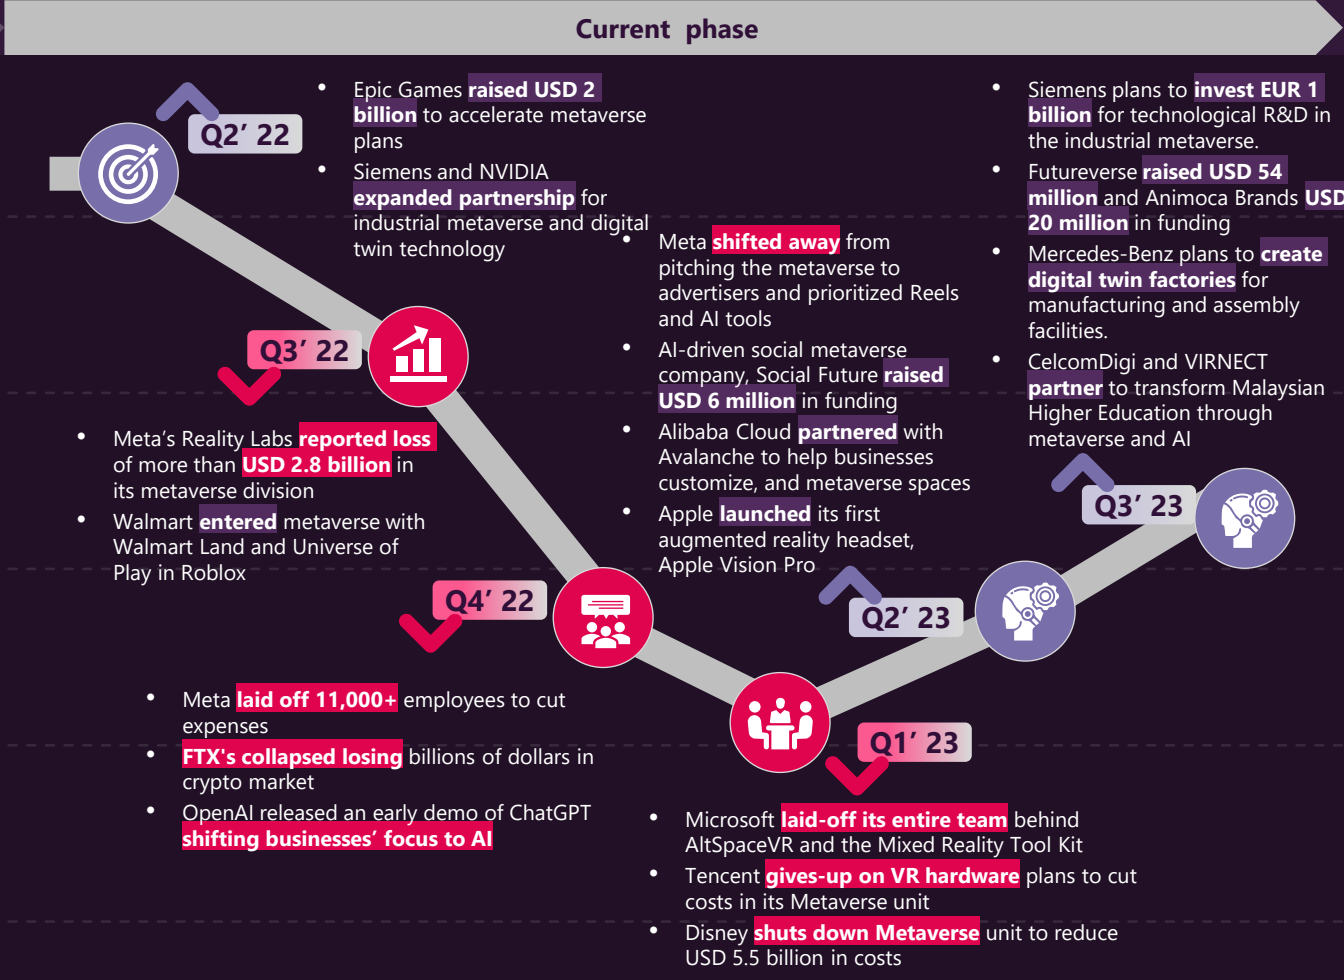 Current phase
Q2’ 22
• Epic Games raised USD 2
billion to accelerate metaverse
plans
• Siemens and NVIDIA
expanded partnership for
industrial metaverse and digital
twin technology
Q3’ 22
• Meta’s Reality Labs reported loss
of more than USD 2.8 billion in
its metaverse division
• Walmart entered metaverse with
Walmart Land and Universe of
Play in Roblox
Q4’ 22
• Meta laid off 11,000+ employees to cut
expenses
• FTX's collapsed losing billions of dollars in
crypto market
• OpenAI released an early demo of ChatGPT
shifting businesses’ focus to AI
Q1’ 23
• Microsoft laid-off its entire team behind
AltSpaceVR and the Mixed Reality Tool Kit
• Tencent gives-up on VR hardware plans to cut
costs in its Metaverse unit
• Disney shuts down Metaverse unit to reduce
USD 5.5 billion in costs
• Meta shifted away from
pitching the metaverse to
advertisers and prioritized Reels
and AI tools
• AI-driven social metaverse
company, Social Future raised
USD 6 million in funding
• Alibaba Cloud partnered with
Avalanche to help businesses
customize, and metaverse spaces
• Apple launched its first
augmented reality headset,
Apple Vision Pro
Q2’ 23
• Siemens plans to invest EUR 1
billion for technological R&D in
the industrial metaverse.
• Futureverse raised USD 54
million and Animoca Brands USD
20 million in funding
• Mercedes-Benz plans to create
digital twin factories for
manufacturing and assembly
facilities.
• CelcomDigi and VIRNECT
partner to transform Malaysian
Higher Education through
metaverse and AI
Q3’ 23